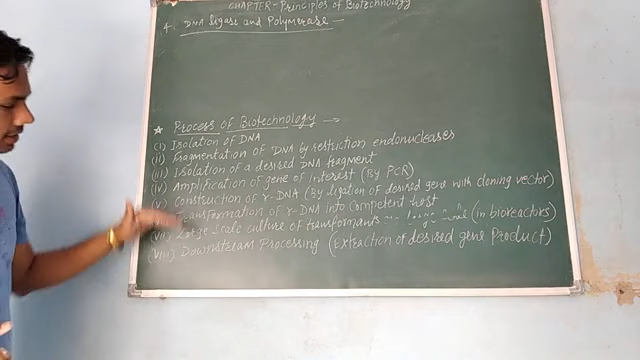 CHAPTER - Principles of Biotechnology
4. DNA ligase and Polymerase -
★ Process of Biotechnology →
(i) Isolation of DNA
(ii) Fragmentation of DNA by restriction endonucleases
(iii) Isolation of a desired DNA fragment
(iv) Amplification of gene of interest (By PCR)
(v) Construction of r-DNA (By ligation of desired gene with cloning vector)
Transformation of r-DNA into competent host
(vii) Large Scale culture of transformants (in bioreactors)
(viii) Downstream Processing (Extraction of desired gene Product)